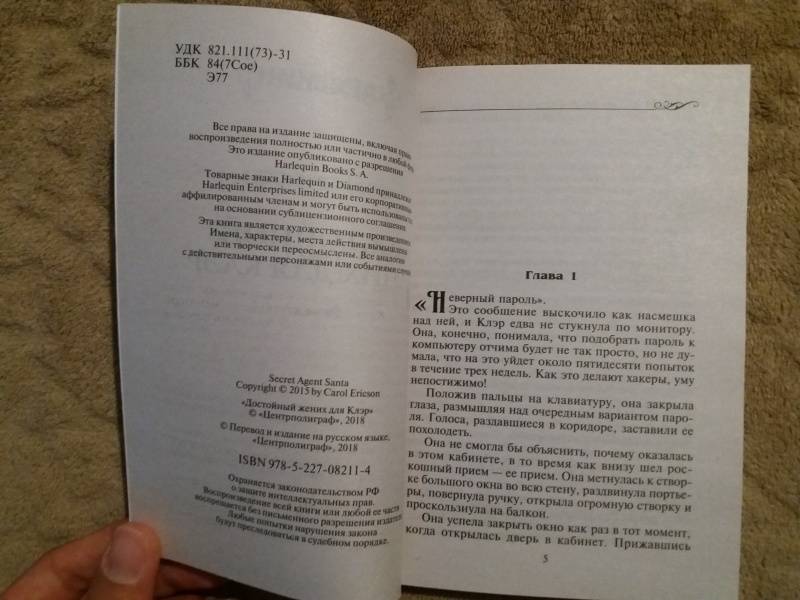 УДК 821.111(73)-31
ББК 84(7Сое)
Э77
Все права на издание защищены, включая право
воспроизведения полностью или частично в любой
Это издание опубликовано с разрешения
Harlequin Books S. A.
Товарные знаки Harlequin и Diamond
Harlequin Enterprises limited или его
аффилированным членам и могут быть
на основании сублицензионного соглашения
Эта книга является художественным
Имена, характеры, места действия вымышлены
или творчески переосмыслены. Все аналогии
с действительными персонажами или событиями
Secret Agent Santa
Copyright © 2015 by Carol Ericson
«Достойный жених для Клэр»
© «Центрполиграф», 2018
© Перевод и издание на русском языке,
«Центрполиграф», 2018
ISBN 978-5-227-08211-4
Охраняется законодательством РФ
о защите интеллектуальных прав.
Воспроизведение всей книги или любой ее части
воспрещается без письменного разрешения издателя.
Любые попытки нарушения закона
будут преследоваться в судебном порядке.
Глава 1
«Неверный пароль».
Это сообщение выскочило как насмешка
над ней, и Клэр едва не стукнула по монитору.
Она, конечно, понимала, что подобрать пароль к
компьютеру отчима будет не так просто, но не ду-
мала, что на это уйдет около пятидесяти попыток
в течение трех недель. Как это делают хакеры, уму
непостижимо!
Положив пальцы на клавиатуру, она закрыла
глаза, размышляя над очередным вариантом паро-
ля. Голоса, раздавшиеся в коридоре, заставили ее
похолодеть.
Она не смогла бы объяснить, почему оказалась
в этом кабинете, в то время как внизу шел рос-
кошный прием — ее прием. Она метнулась к створ-
ке большого окна во всю стену, раздвинула портье-
ры, повернула ручку, открыла огромную створку и
проскользнула на балкон.
Она успела закрыть окно как раз в тот момент,
когда открылась дверь в кабинет. Прижавшись
5